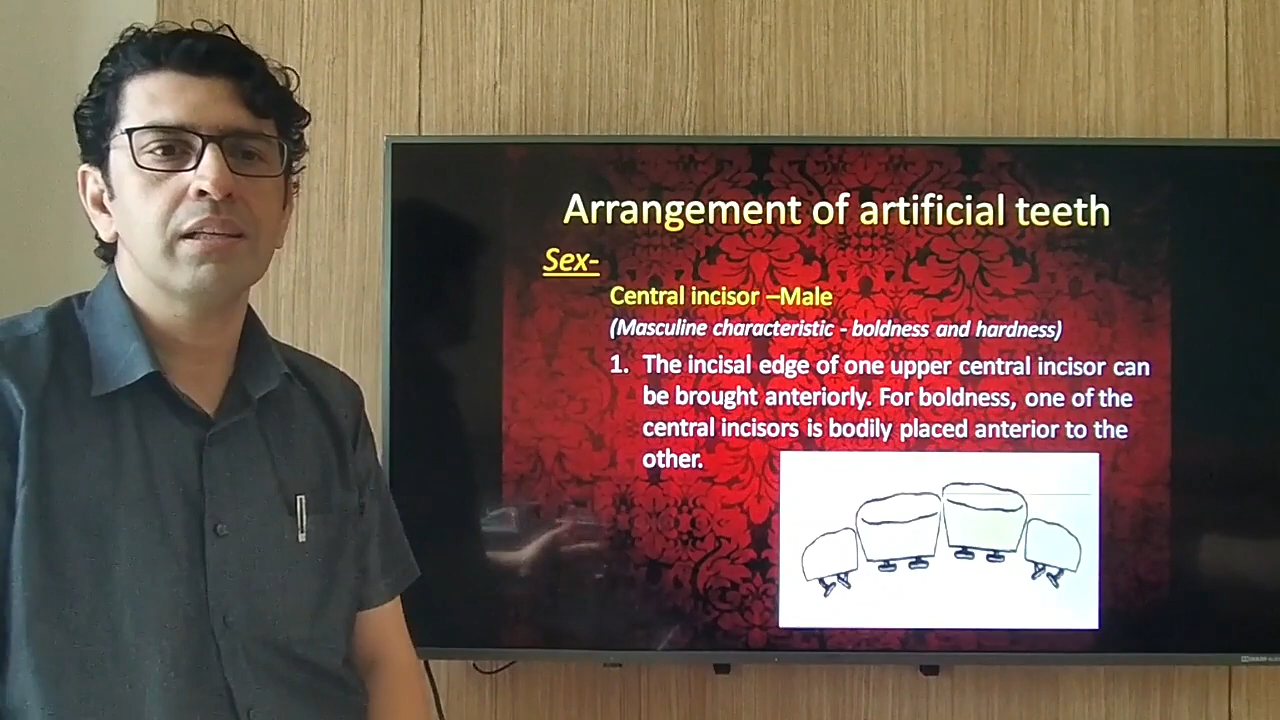 Arrangement of artificial teeth
Sex-
Central incisor –Male
(Masculine characteristic - boldness and hardness)
1. The incisal edge of one upper central incisor can
be brought anteriorly. For boldness, one of the
central incisors is bodily placed anterior to the
other.